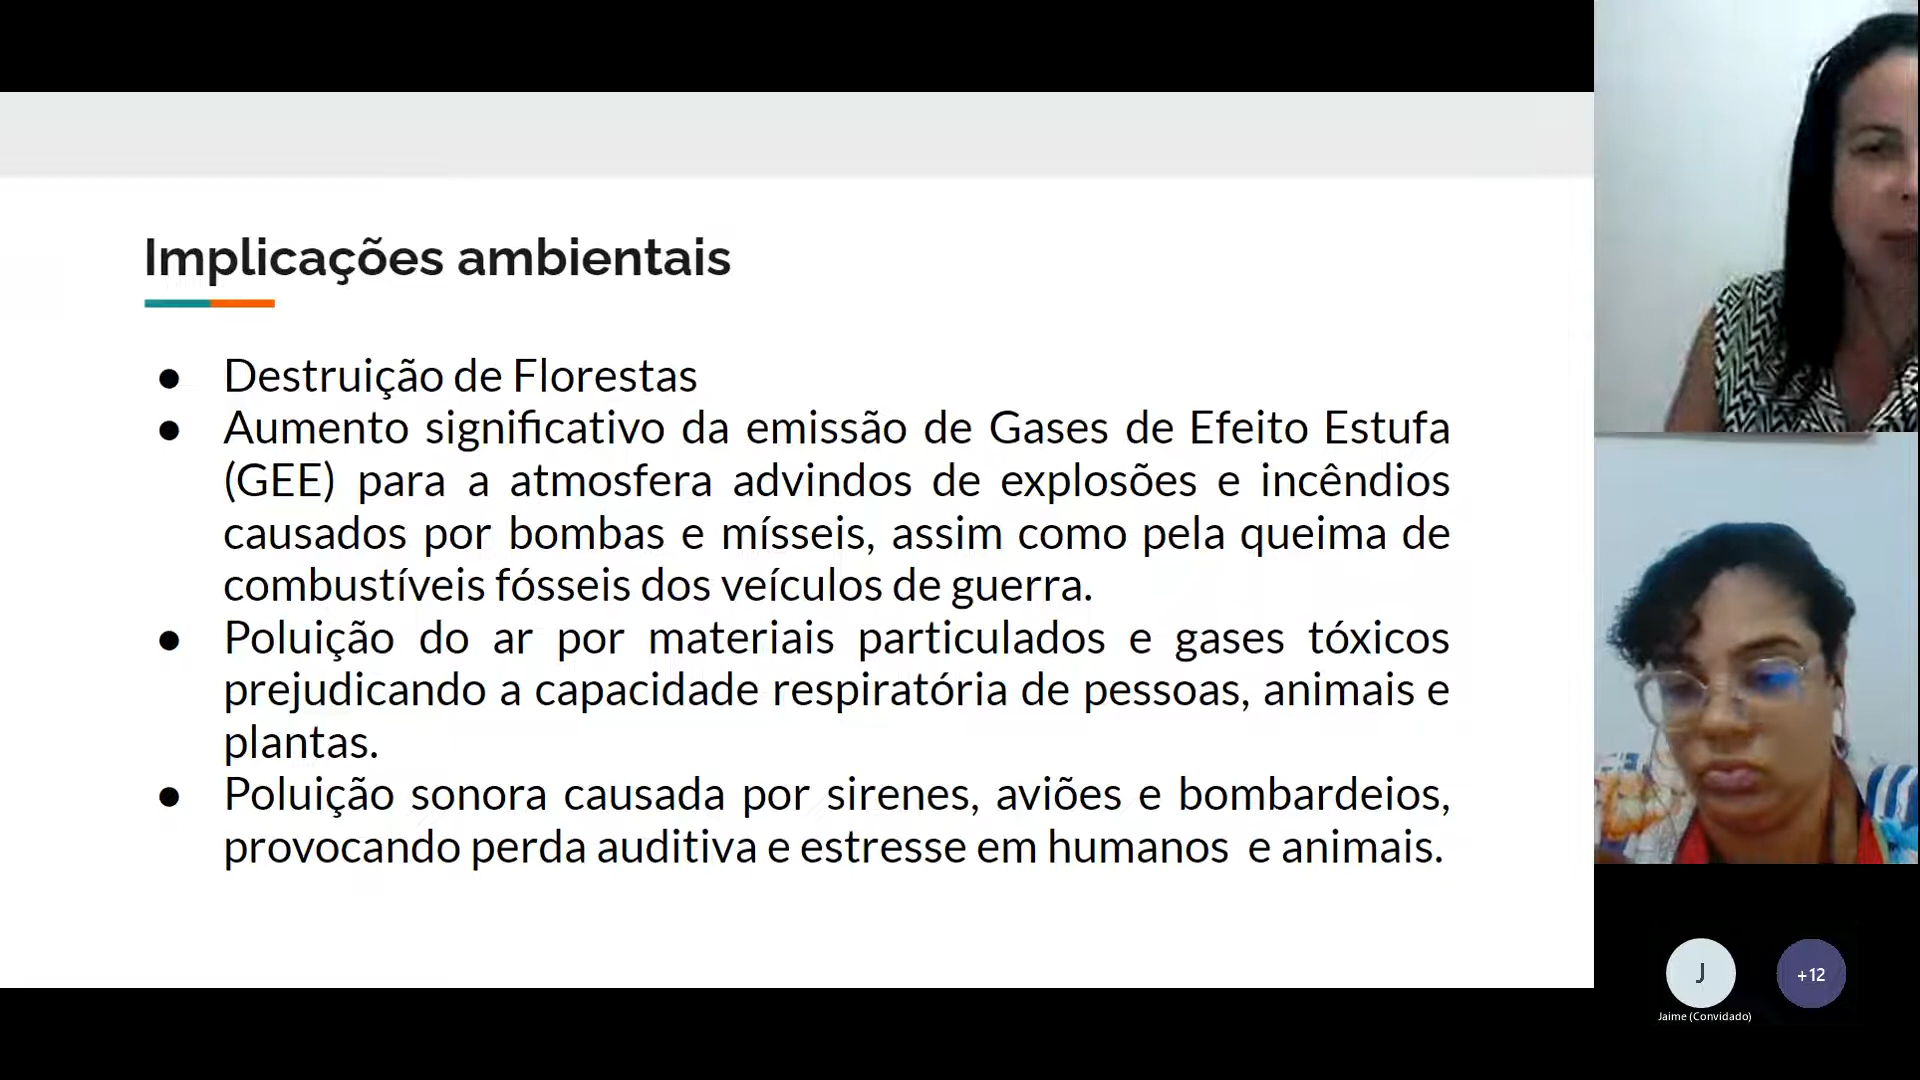 Implicações ambientais
● Destruição de Florestas
● Aumento significativo da emissão de Gases de Efeito Estufa
(GEE) para a atmosfera advindos de explosões e incêndios
causados por bombas e mísseis, assim como pela queima de
combustíveis fósseis dos veículos de guerra.
● Poluição do ar por materiais particulados e gases tóxicos
prejudicando a capacidade respiratória de pessoas, animais e
plantas.
● Poluição sonora causada por sirenes, aviões e bombardeios,
provocando perda auditiva e estresse em humanos  e animais.
J
+12
Jaime (Convidado)